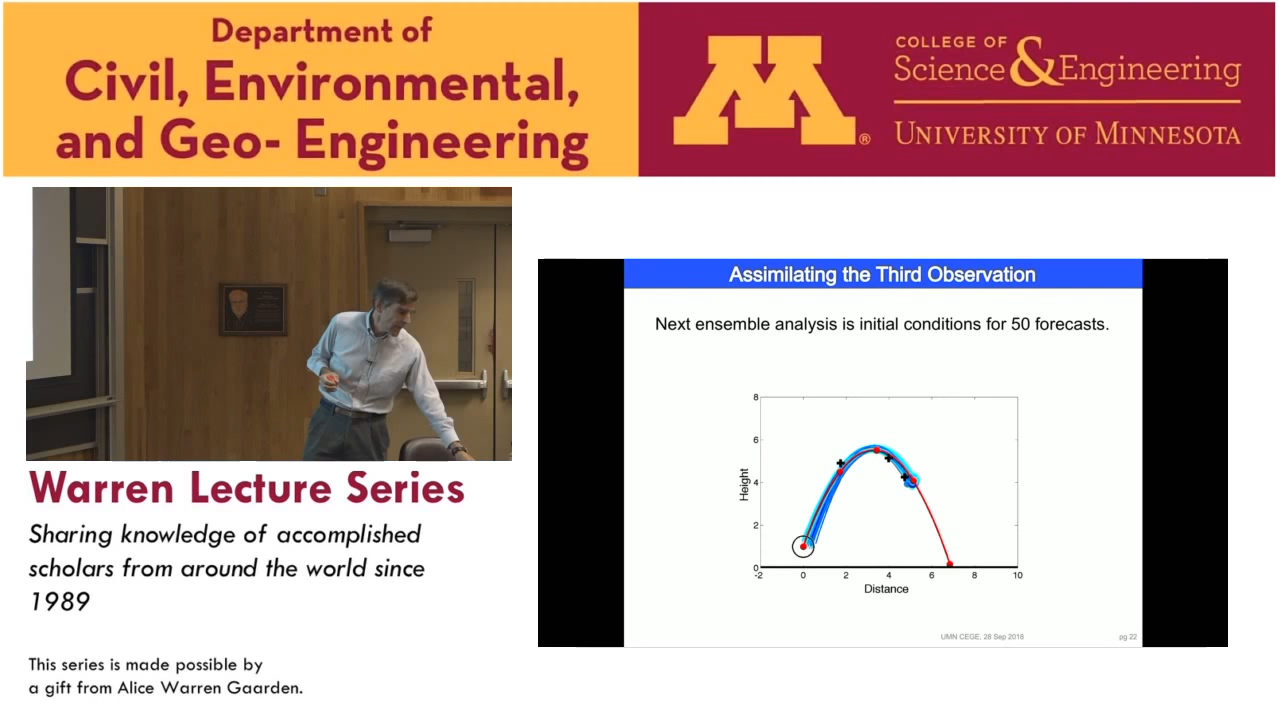 Department of
Civil, Environmental,
and Geo- Engineering
M®
COLLEGE OF
Science & Engineering
UNIVERSITY OF MINNESOTA
Warren Lecture Series
Sharing knowledge of accomplished
scholars from around the world since
1989
This series is made possible by
a gift from Alice Warren Gaarden.
Assimilating the Third Observation
Next ensemble analysis is initial conditions for 50 forecasts.
8
6
4
2
0
Height
-2 0 2 4 6 8 10
Distance
UMN CEGE, 28 Sep 2018
pg 22